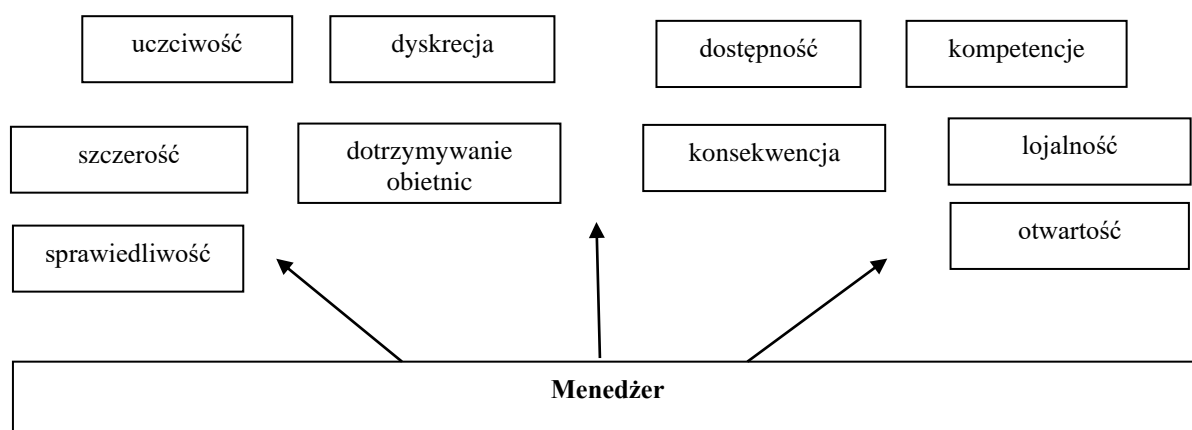 uczciwość
dyskrecja
dostępność
kompetencje
szczerość
dotrzymywanie
obietnic
konsekwencja
lojalność
sprawiedliwość
otwartość
Menedżer